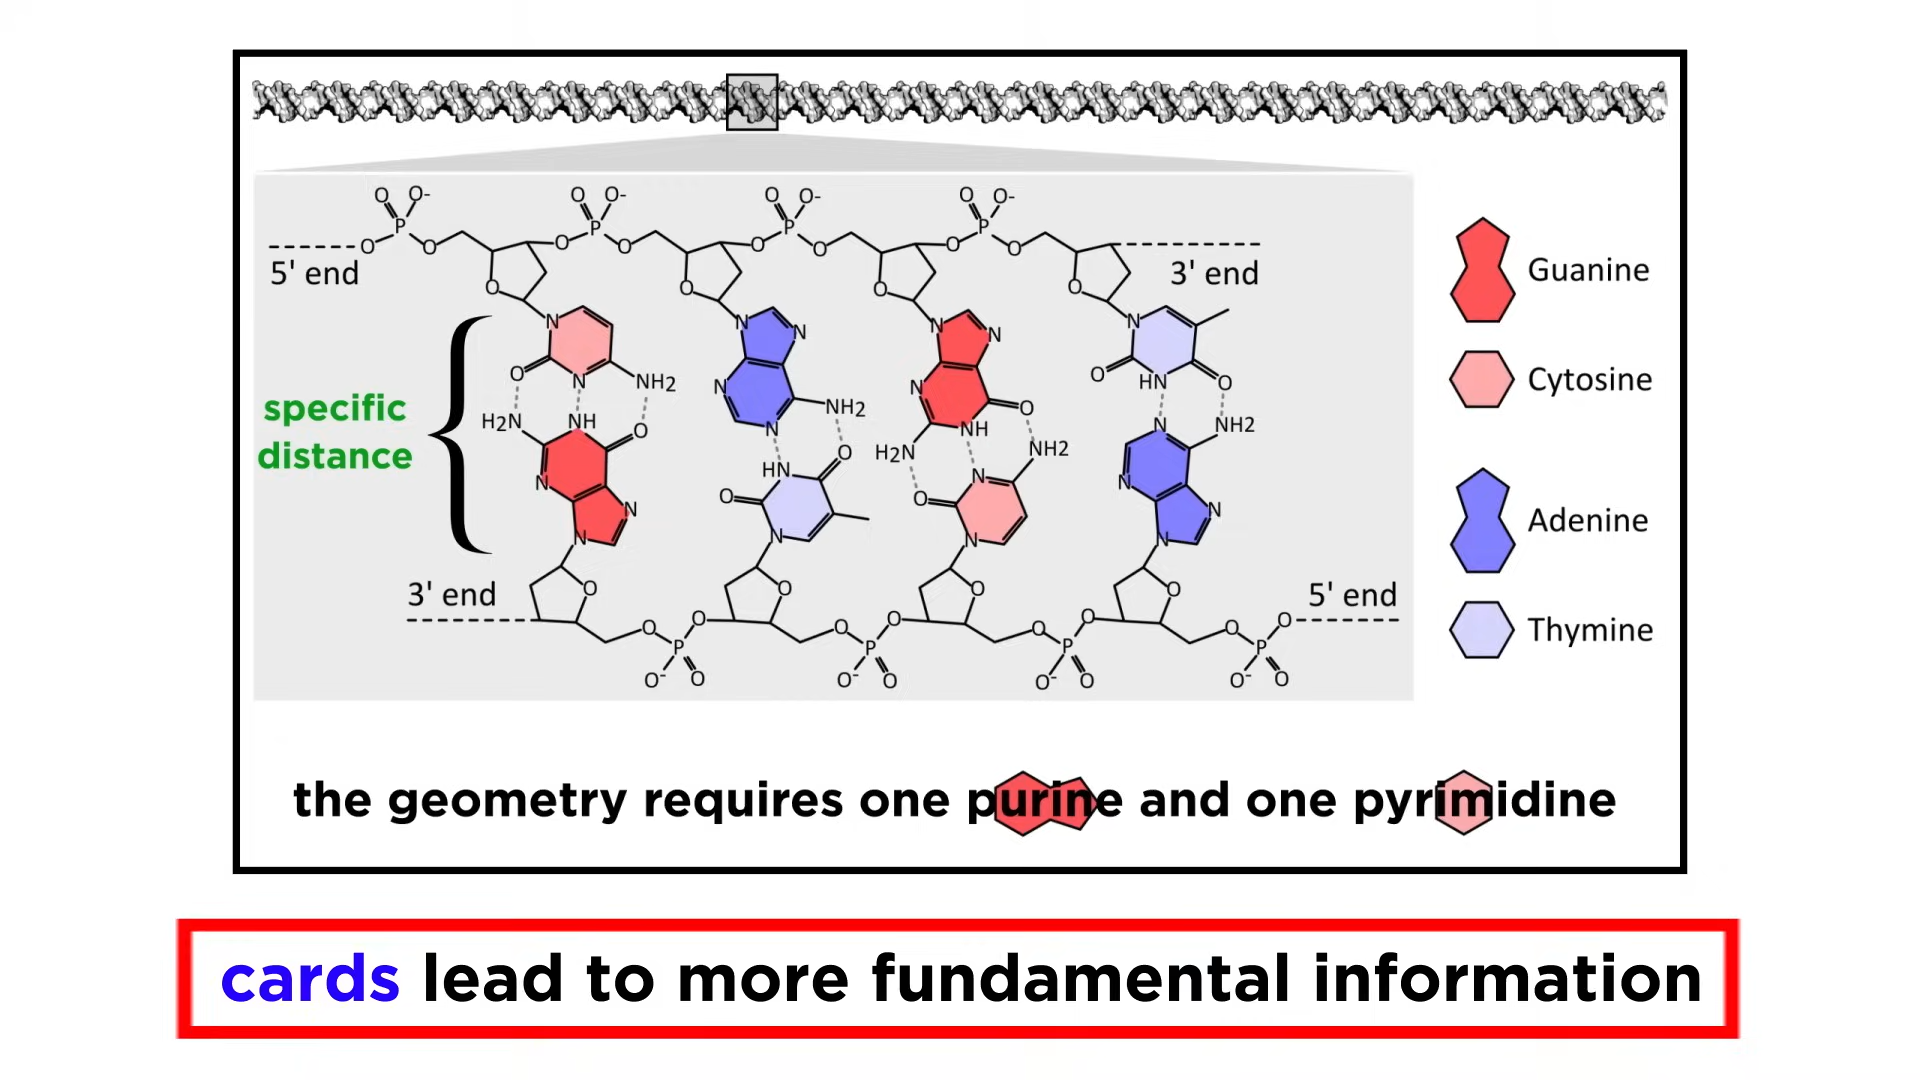 O O- O O- O O- O O-
P P P P
O O O O O O O O
5' end 3' end
O O O O
N N N N N N
O N NH2 N NH2 N O O HN O
H2N NH O N H2N NH NH2 N NH2
N N HN O O N N N
N O N N N
O O O O
3' end 5' end
O O O O O O O O
P P P P
O- O O- O O- O O- O
specific
distance
Guanine
Cytosine
Adenine
Thymine
the geometry requires one purine and one pyrimidine
cards lead to more fundamental information